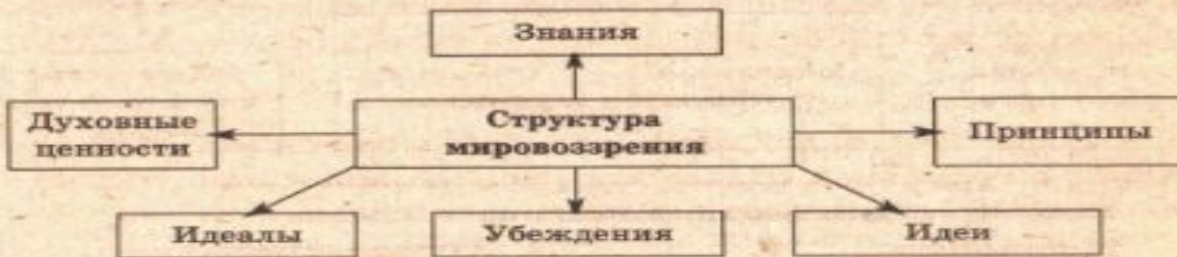 Знания
Духовные
ценности
Структура
мировоззрения
Принципы
Идеалы
Убеждения
Идеи